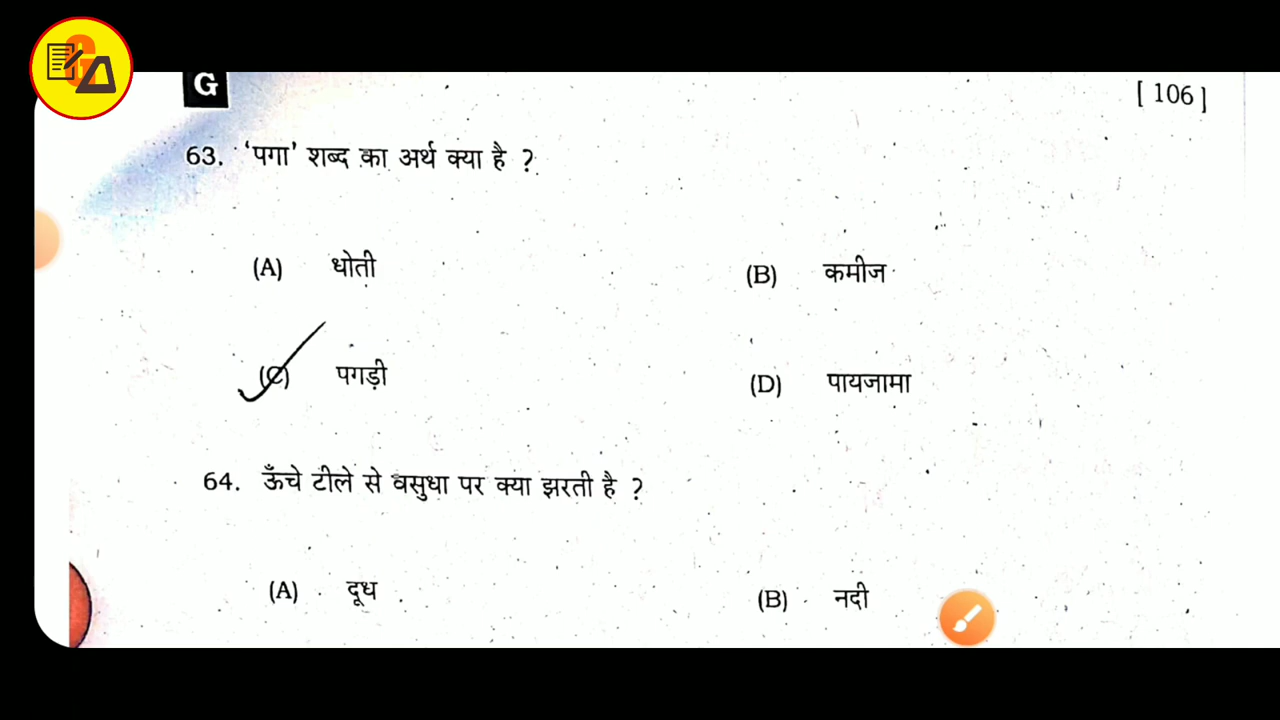 G
G
[ 106 ]
63. 'पगा' शब्द का अर्थ क्या है ?
(A) धोती
(B) कमीज
(C) पगड़ी
(D) पायजामा
64. ऊँचे टीले से वसुधा पर क्या झरती है ?
(A) दूध
(B) नदी